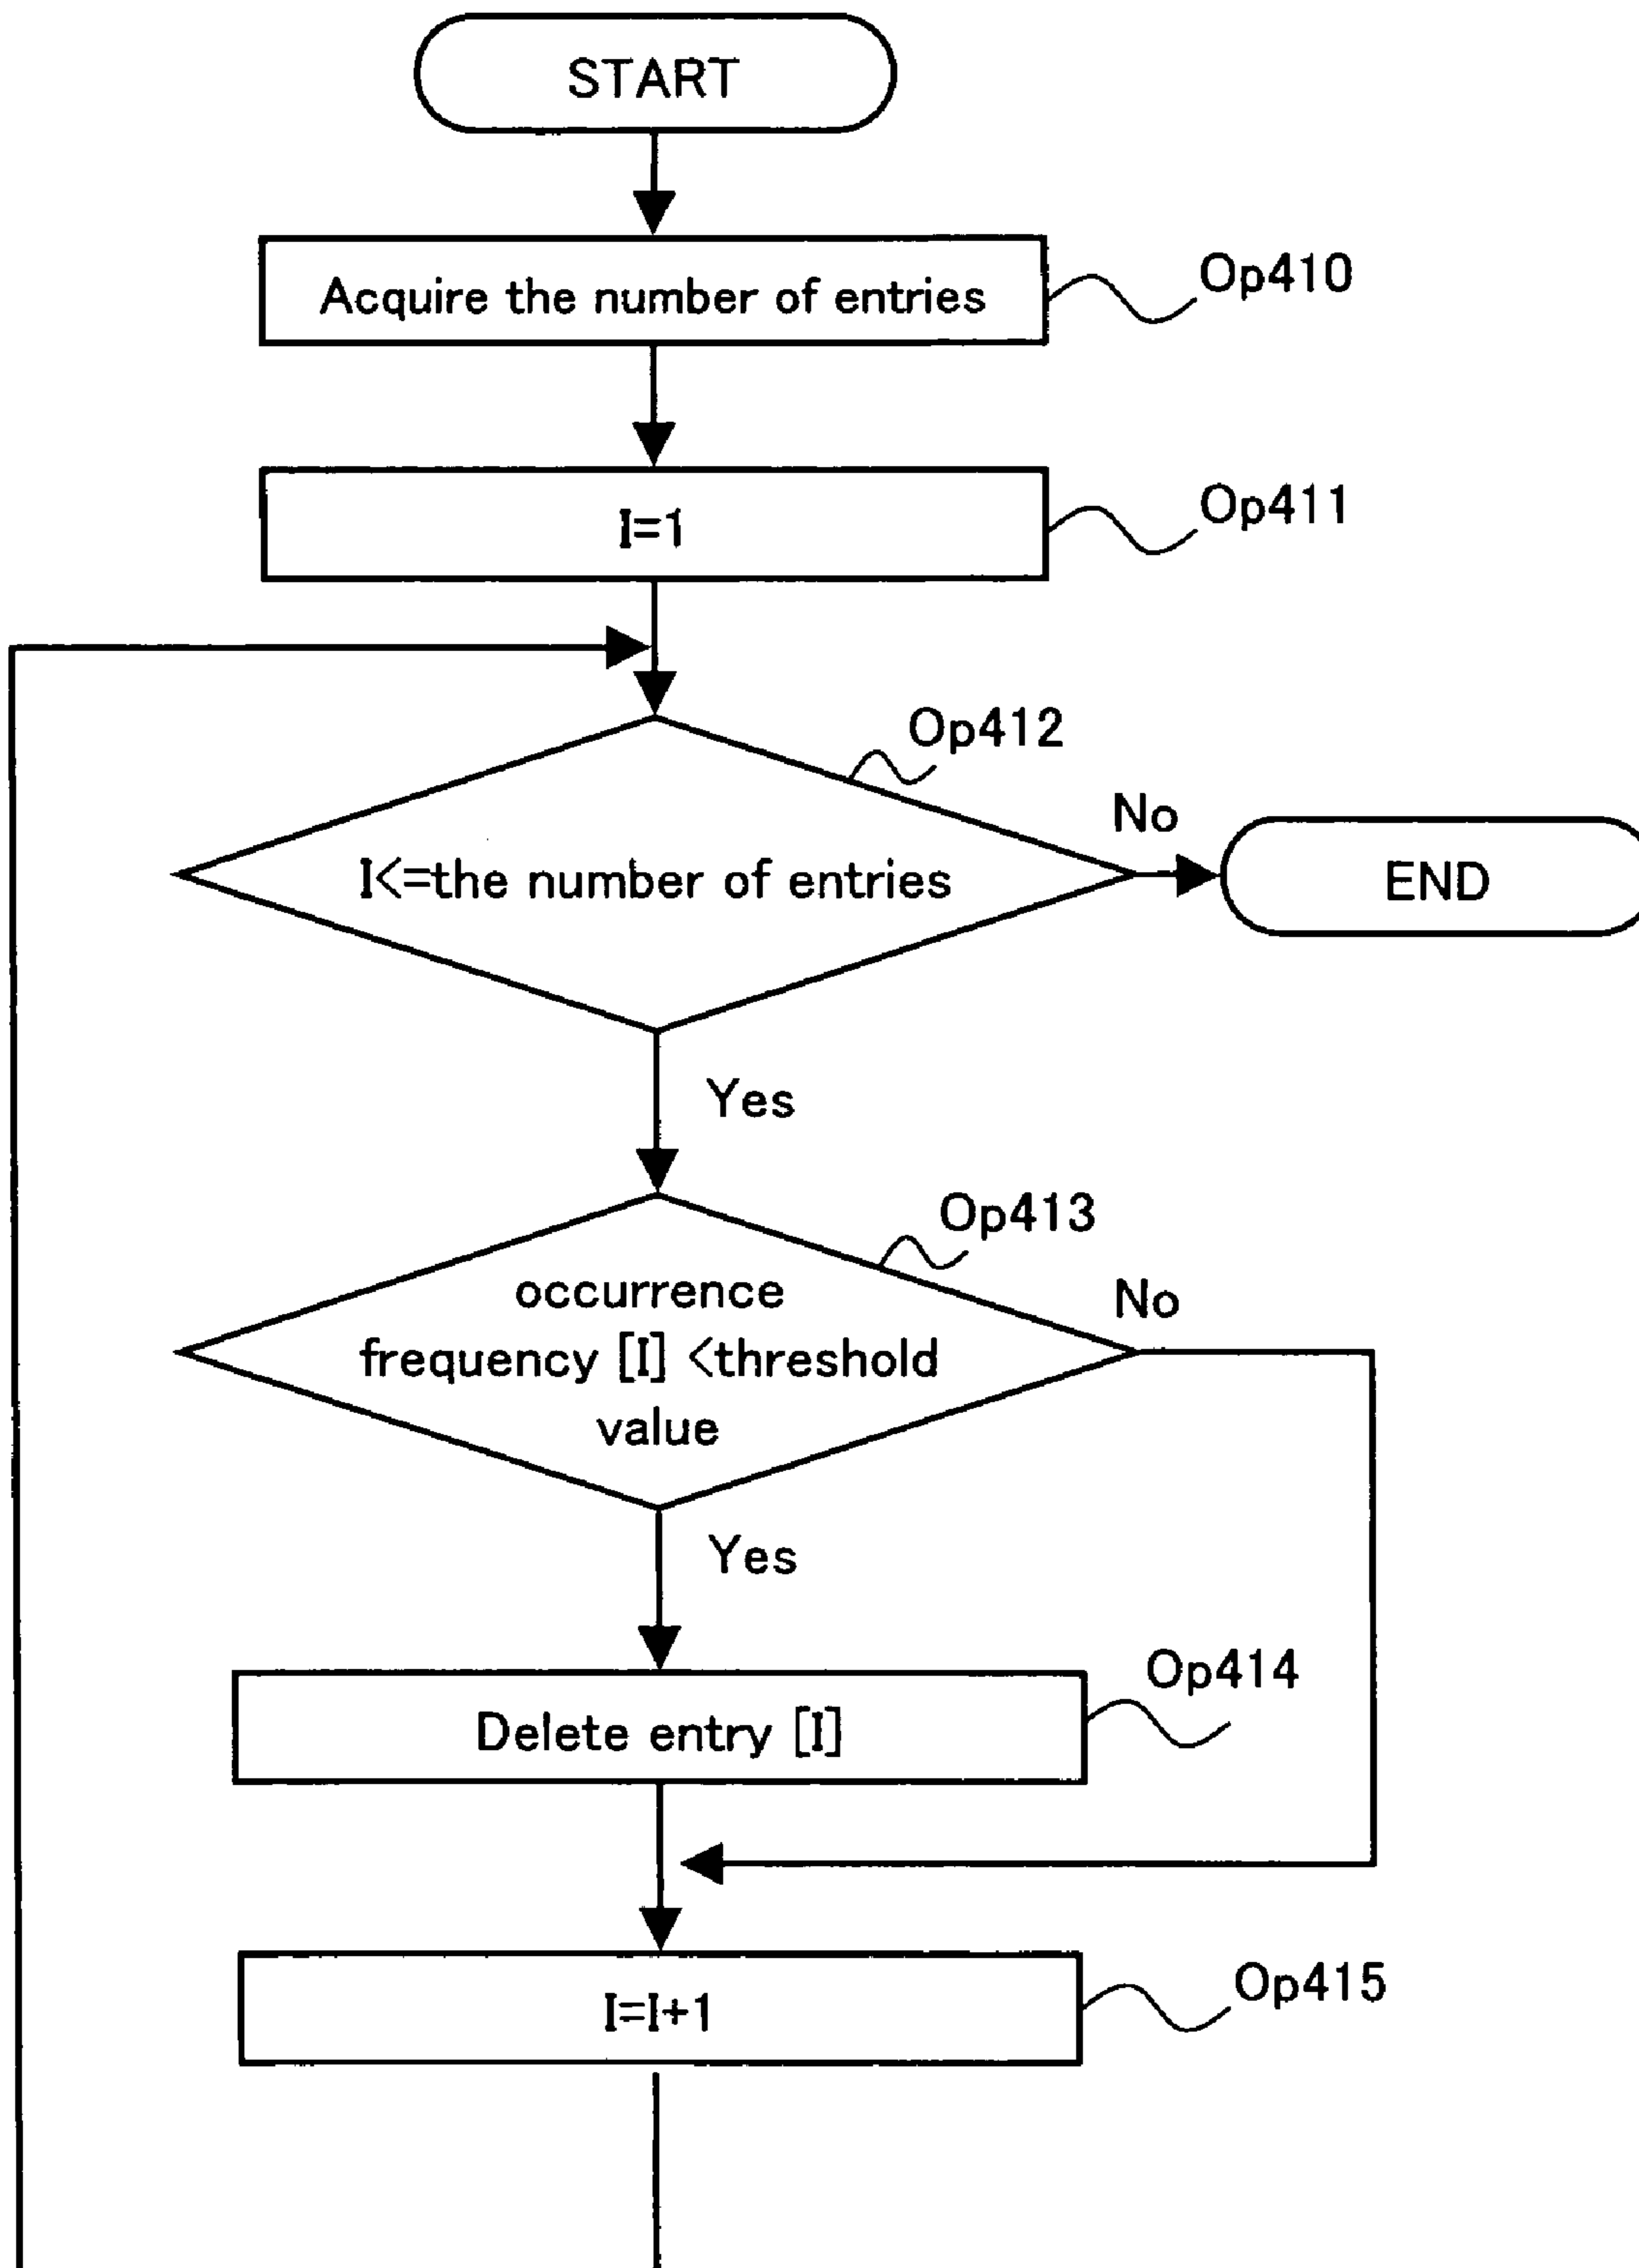 START
Acquire the number of entries
Op410
I=1
Op411
Op412
I<=the number of entries
No
END
Yes
Op413
occurrence
frequency [I] <threshold
value
No
Yes
Op414
Delete entry [I]
I=I+1
Op415